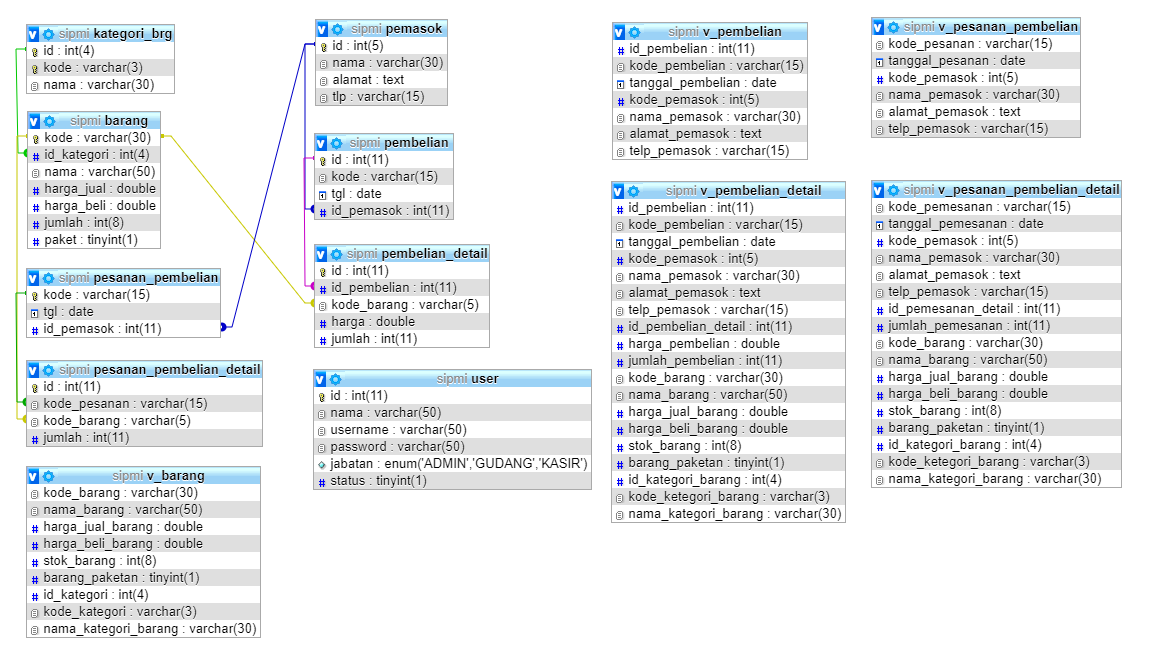 sipmi kategori_brg
id : int(4)
kode : varchar(3)
nama : varchar(30)
sipmi barang
kode : varchar(30)
id_kategori : int(4)
nama : varchar(50)
harga_jual : double
harga_beli : double
jumlah : int(8)
paket : tinyint(1)
sipmi pesanan_pembelian
kode : varchar(15)
tgl : date
id_pemasok : int(11)
sipmi pesanan_pembelian_detail
id : int(11)
kode_pesanan : varchar(15)
kode_barang : varchar(5)
jumlah : int(11)
sipmi v_barang
kode_barang : varchar(30)
nama_barang : varchar(50)
harga_jual_barang : double
harga_beli_barang : double
stok_barang : int(8)
barang_paketan : tinyint(1)
id_kategori : int(4)
kode_kategori : varchar(3)
nama_kategori_barang : varchar(30)
sipmi pemasok
id : int(5)
nama : varchar(30)
alamat : text
tlp : varchar(15)
sipmi pembelian
id : int(11)
kode : varchar(15)
tgl : date
id_pemasok : int(11)
sipmi pembelian_detail
id : int(11)
id_pembelian : int(11)
kode_barang : varchar(5)
harga : double
jumlah : int(11)
sipmi user
id : int(11)
nama : varchar(50)
username : varchar(50)
password : varchar(50)
jabatan : enum('ADMIN','GUDANG','KASIR')
status : tinyint(1)
sipmi v_pembelian
id_pembelian : int(11)
kode_pembelian : varchar(15)
tanggal_pembelian : date
kode_pemasok : int(5)
nama_pemasok : varchar(30)
alamat_pemasok : text
telp_pemasok : varchar(15)
sipmi v_pembelian_detail
id_pembelian : int(11)
kode_pembelian : varchar(15)
tanggal_pembelian : date
kode_pemasok : int(5)
nama_pemasok : varchar(30)
alamat_pemasok : text
telp_pemasok : varchar(15)
id_pembelian_detail : int(11)
harga_pembelian : double
jumlah_pembelian : int(11)
kode_barang : varchar(30)
nama_barang : varchar(50)
harga_jual_barang : double
harga_beli_barang : double
stok_barang : int(8)
barang_paketan : tinyint(1)
id_kategori_barang : int(4)
kode_ketegori_barang : varchar(3)
nama_kategori_barang : varchar(30)
sipmi v_pesanan_pembelian
kode_pesanan : varchar(15)
tanggal_pesanan : date
kode_pemasok : int(5)
nama_pemasok : varchar(30)
alamat_pemasok : text
telp_pemasok : varchar(15)
sipmi v_pesanan_pembelian_detail
kode_pemesanan : varchar(15)
tanggal_pemesanan : date
kode_pemasok : int(5)
nama_pemasok : varchar(30)
alamat_pemasok : text
telp_pemasok : varchar(15)
id_pemesanan_detail : int(11)
jumlah_pemesanan : int(11)
kode_barang : varchar(30)
nama_barang : varchar(50)
harga_jual_barang : double
harga_beli_barang : double
stok_barang : int(8)
barang_paketan : tinyint(1)
id_kategori_barang : int(4)
kode_ketegori_barang : varchar(3)
nama_kategori_barang : varchar(30)